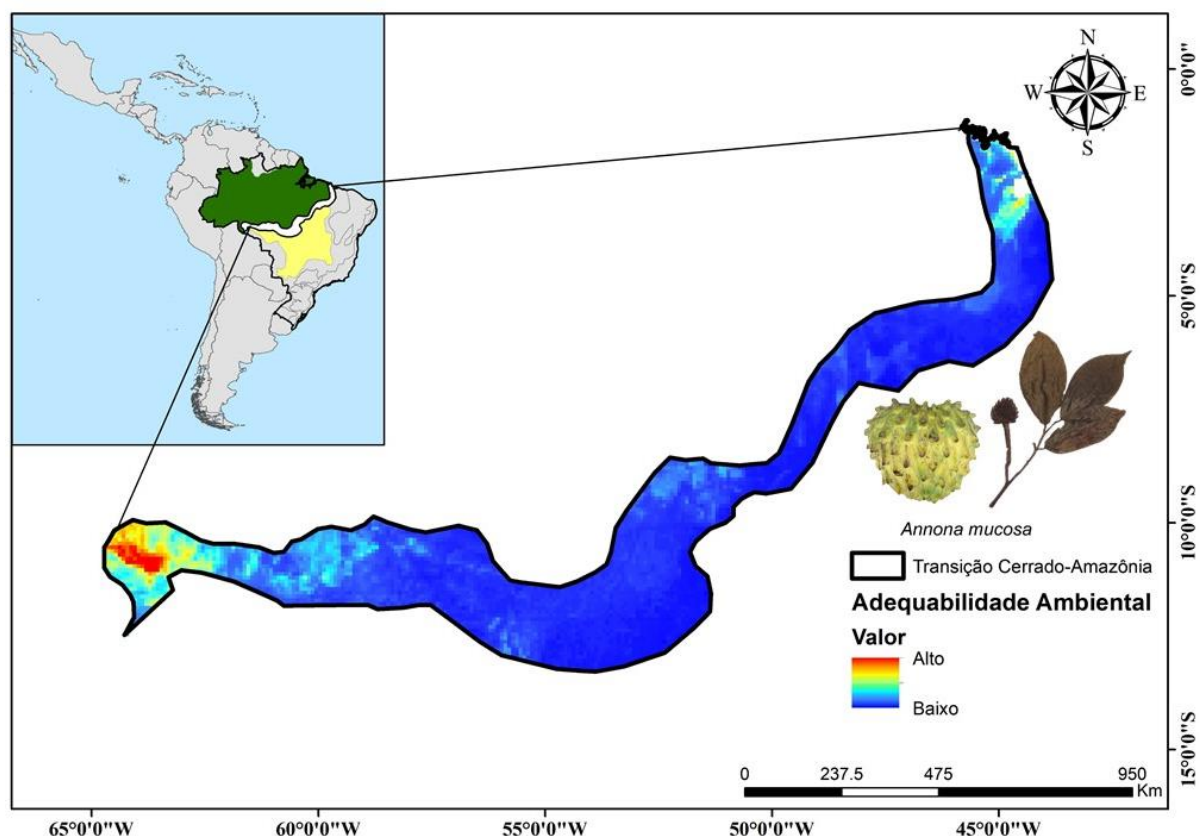 N
W
E
S
0°0'0"
5°0'0"S
10°0'0"S
15°0'0"S
Annona mucosa
Transição Cerrado-Amazônia
Adequabilidade Ambiental
Valor
Alto
Baixo
0 237.5 475 950
Km
65°0'0"W 60°0'0"W 55°0'0"W 50°0'0"W 45°0'0"W